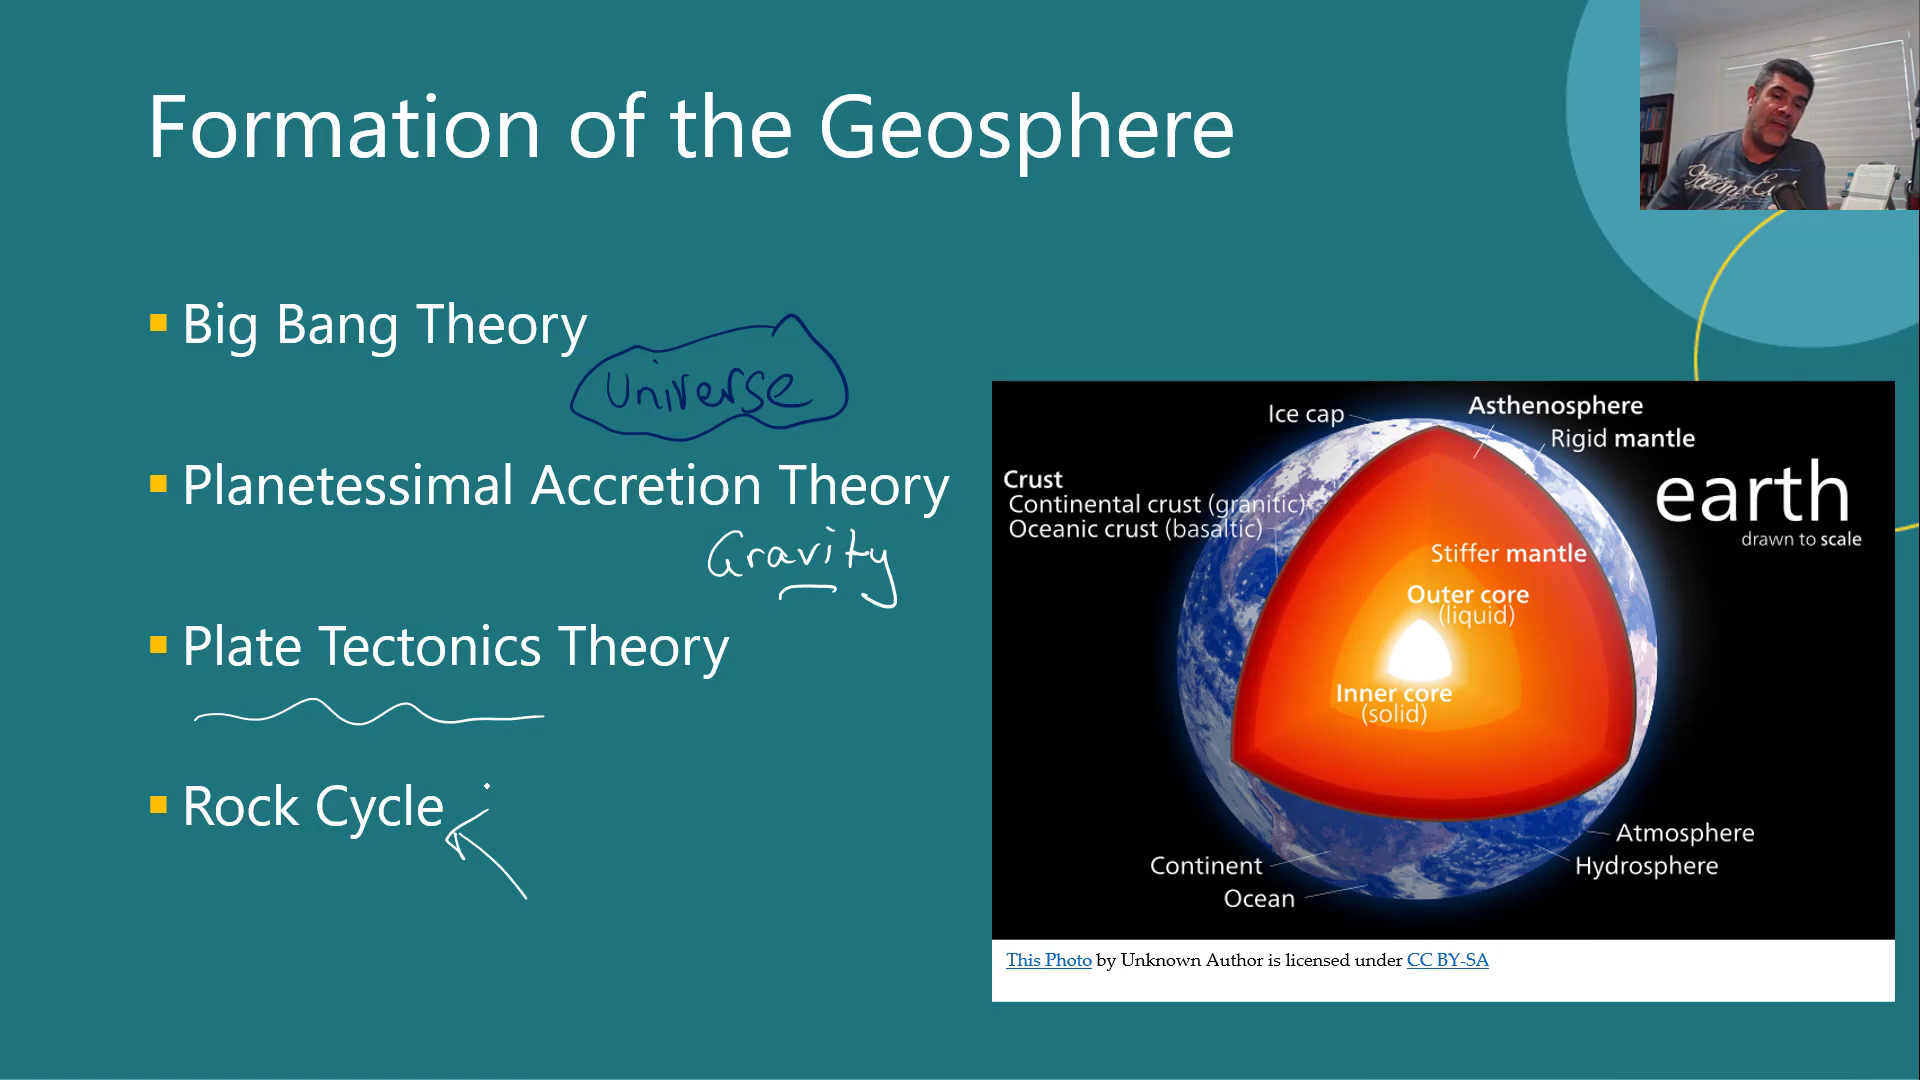 Formation of the Geosphere
Big Bang Theory
Universe
Planetessimal Accretion Theory
Gravity
Plate Tectonics Theory
Rock Cycle
Ice cap
Asthenosphere
Rigid mantle
Crust
Continental crust (granitic)
Oceanic crust (basaltic)
earth
drawn to scale
Stiffer mantle
Outer core
(liquid)
Inner core
(solid)
Atmosphere
Hydrosphere
Continent
Ocean
This Photo by Unknown Author is licensed under CC BY-SA